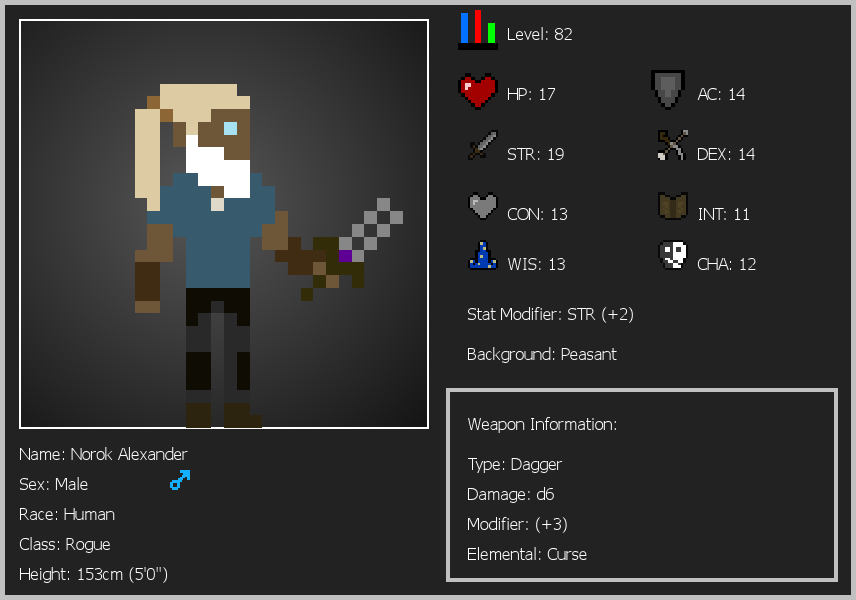 Level: 82
HP: 17
AC: 14
STR: 19
DEX: 14
CON: 13
INT: 11
WIS: 13
CHA: 12
Stat Modifier: STR (+2)
Background: Peasant
Weapon Information:
Type: Dagger
Damage: d6
Modifier: (+3)
Elemental: Curse
Name: Norok Alexander
Sex: Male
Race: Human
Class: Rogue
Height: 153cm (5'0")